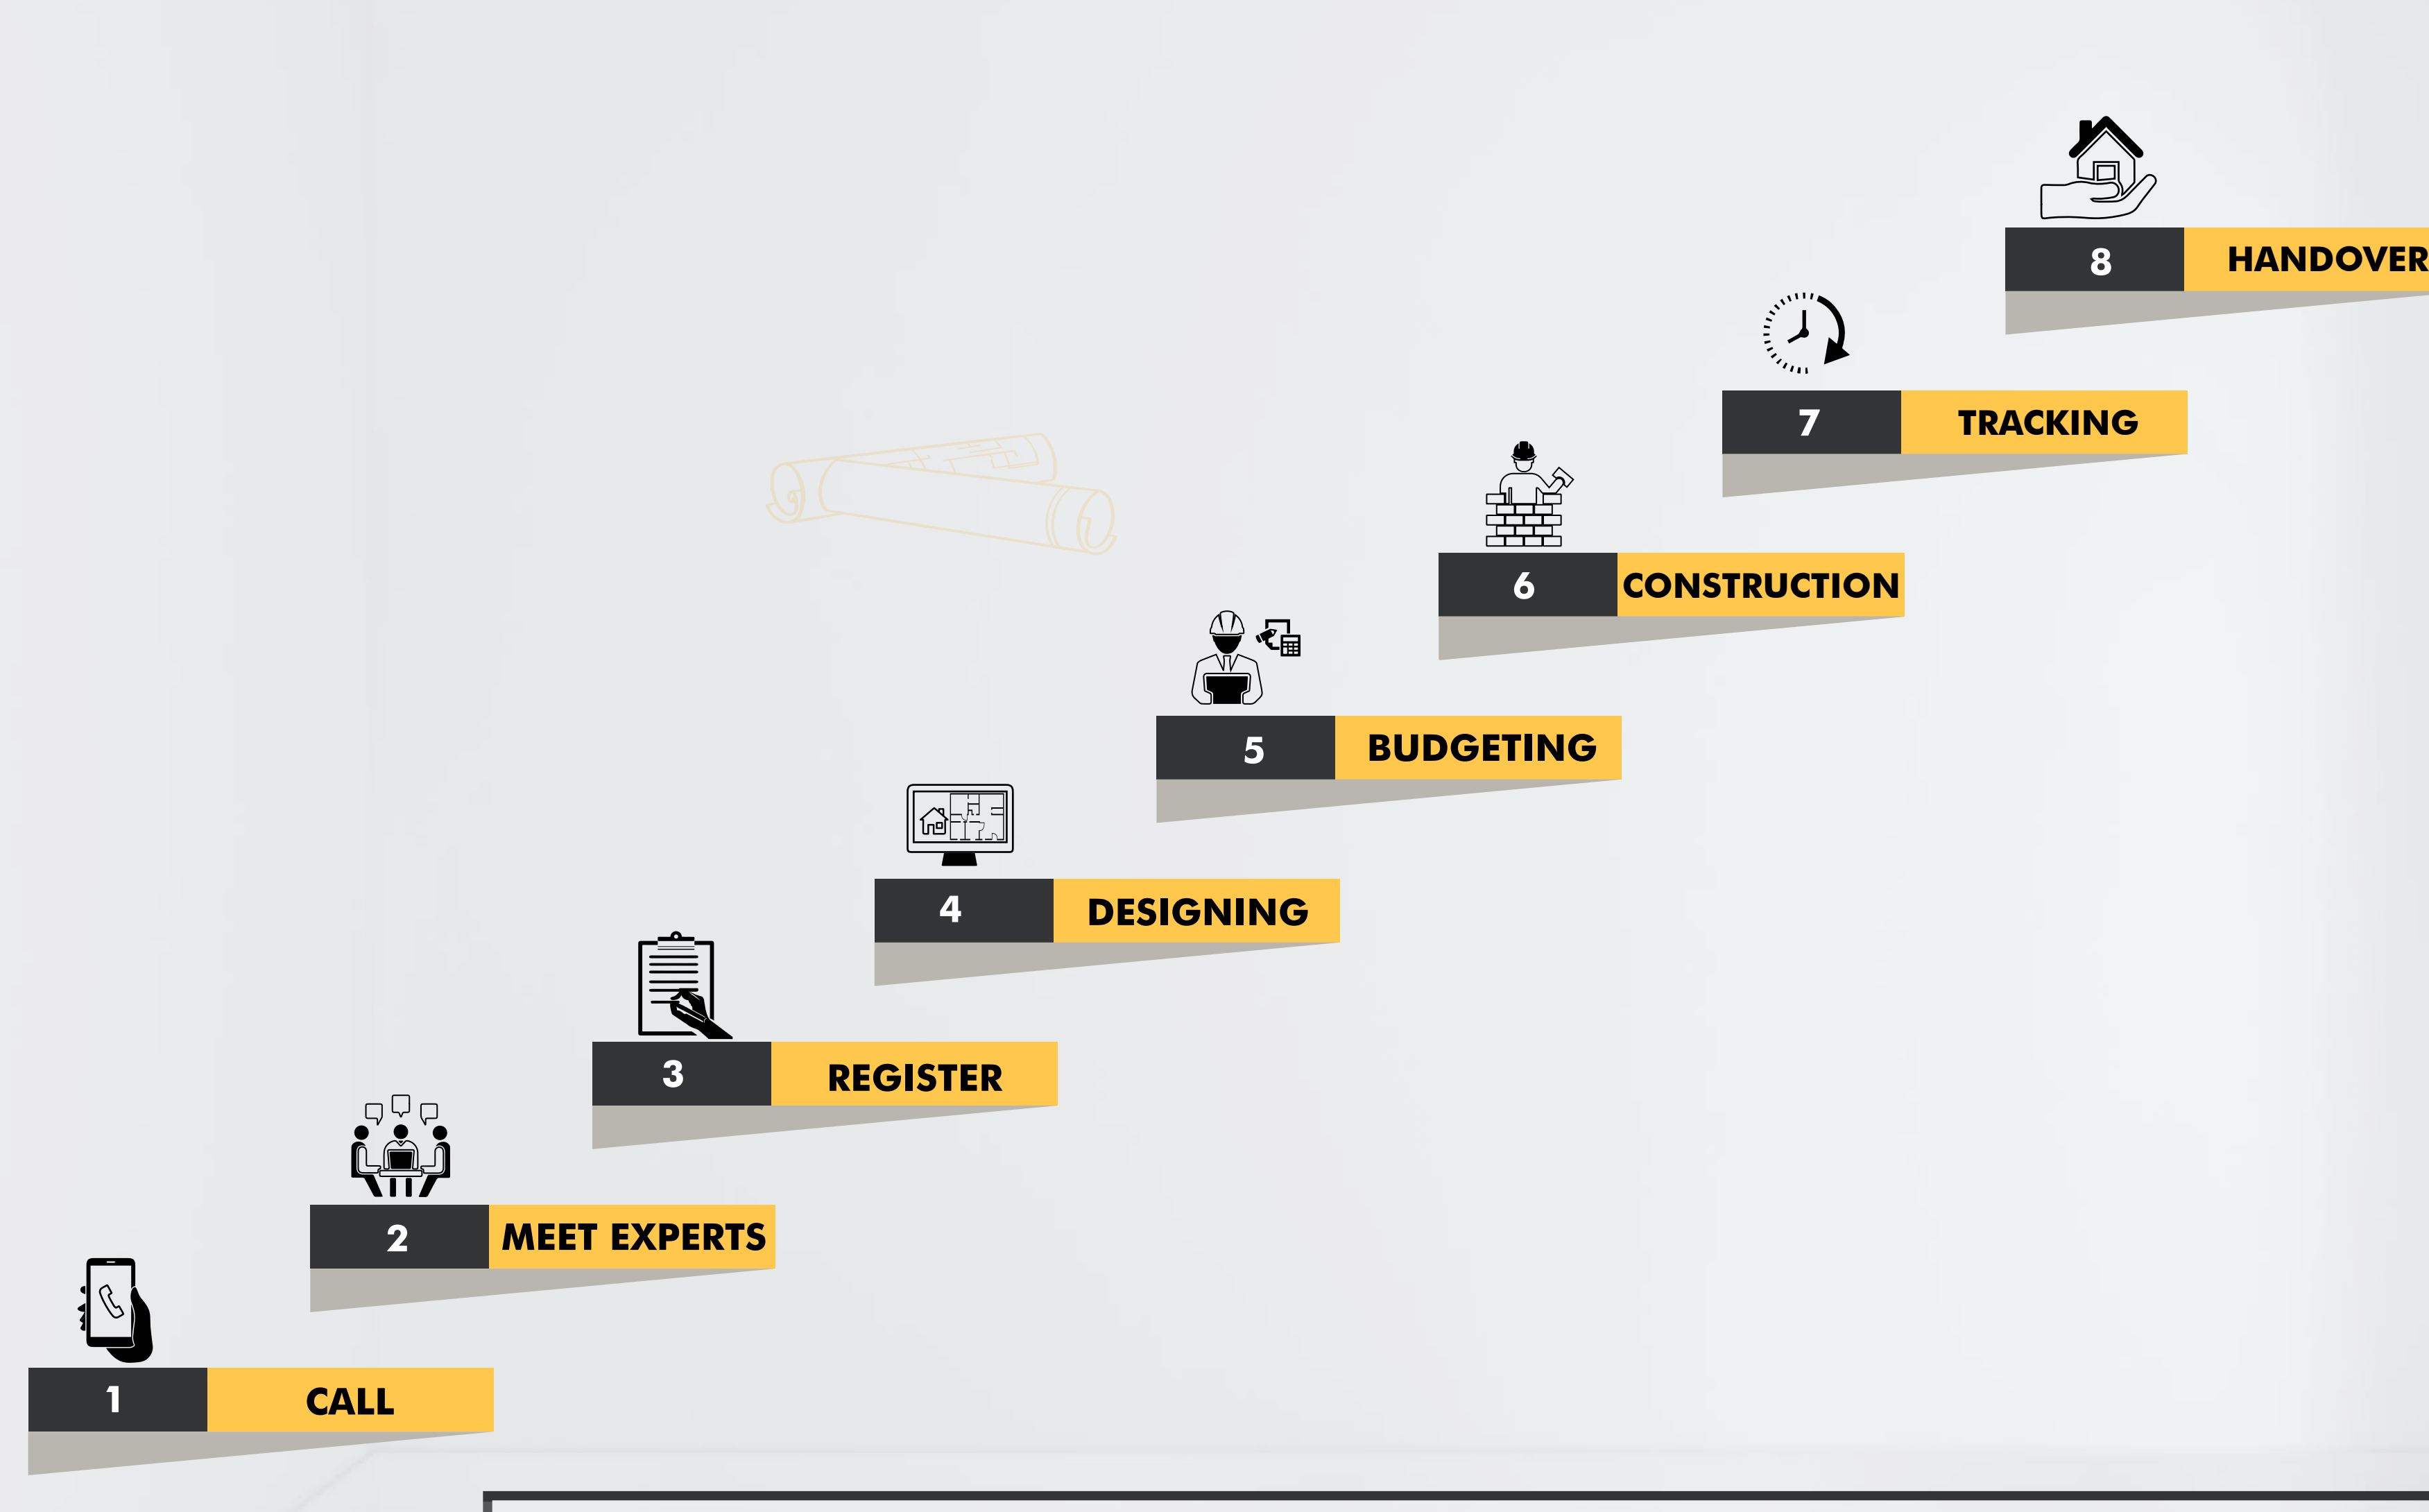 8 HANDOVER
7 TRACKING
6 CONSTRUCTION
5 BUDGETING
4 DESIGNING
3 REGISTER
2 MEET EXPERTS
1 CALL